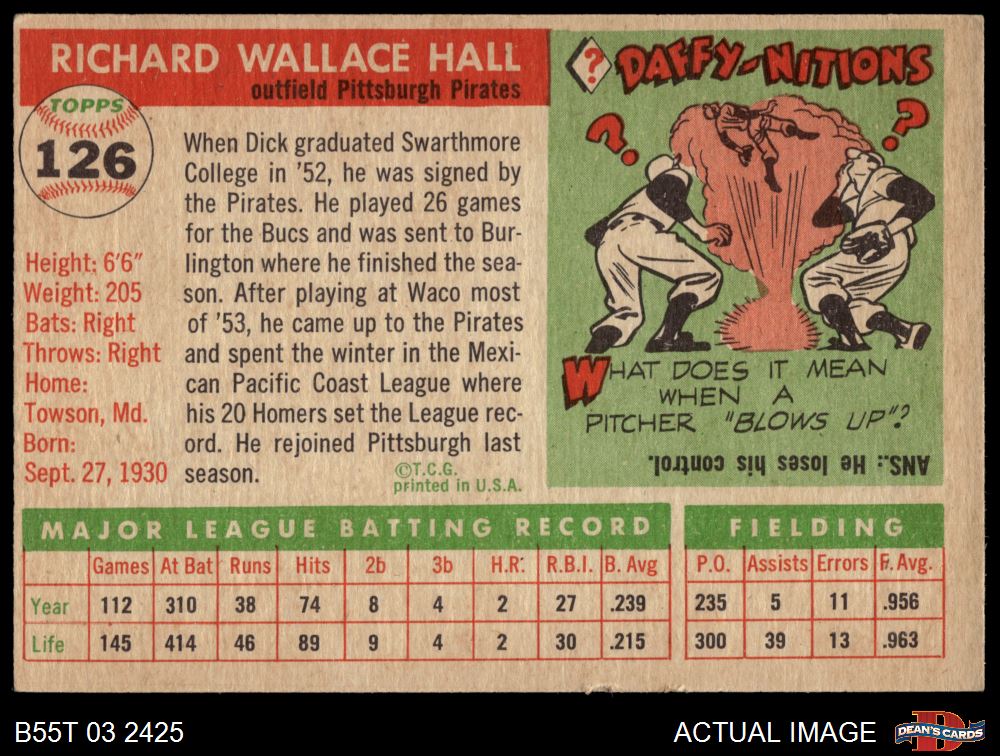 RICHARD WALLACE HALL
outfield Pittsburgh Pirates
TOPPS
126
Height: 6'6"
Weight: 205
Bats: Right
Throws: Right
Home:
Towson, Md.
Born:
Sept. 27, 1930
When Dick graduated Swarthmore
College in '52, he was signed by
the Pirates. He played 26 games
for the Bucs and was sent to Bur-
lington where he finished the sea-
son. After playing at Waco most
of '53, he came up to the Pirates
and spent the winter in the Mexi-
can Pacific Coast League where
his 20 Homers set the League rec-
ord. He rejoined Pittsburgh last
season.
©T.C.G.
printed in U.S.A.
? DAFFY-NITIONS
? ?
WHAT DOES IT MEAN
WHEN A
PITCHER "BLOWS UP"?
ANS.: He loses his control.
MAJOR LEAGUE BATTING RECORD
Games At Bat Runs Hits 2b 3b H.R. R.B.I. B. Avg
Year 112 310 38 74 8 4 2 27 .239
Life 145 414 46 89 9 4 2 30 .215
FIELDING
P.O. Assists Errors F. Avg.
235 5 11 .956
300 39 13 .963
B55T 03 2425
ACTUAL IMAGE
DEAN'S CARDS